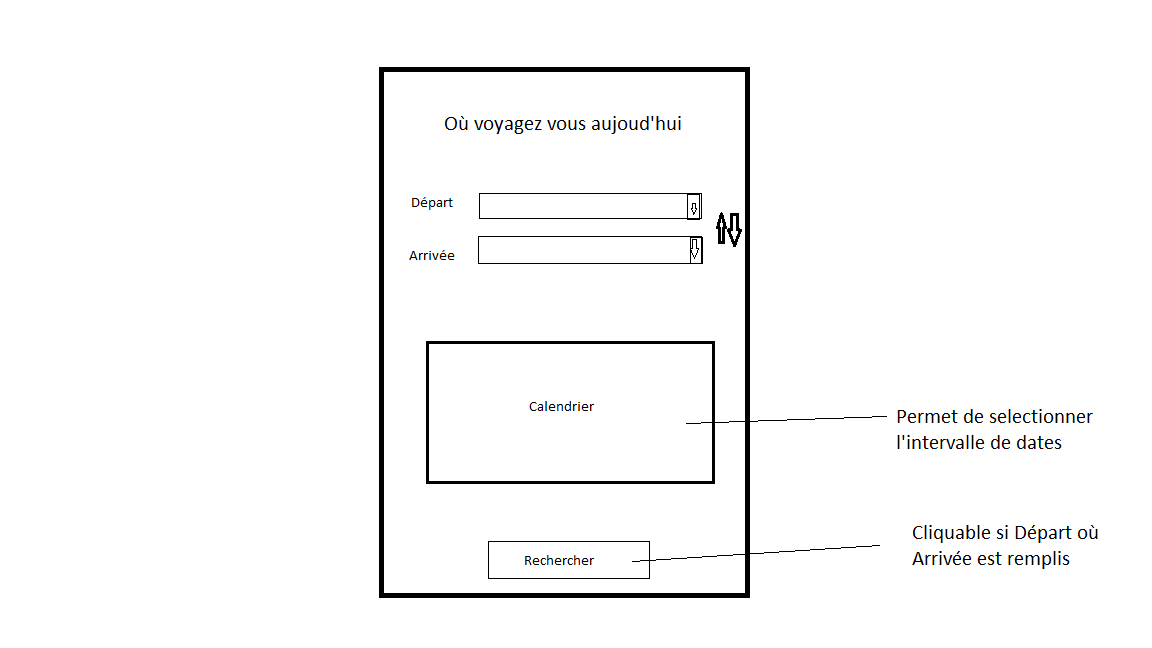 Où voyagez vous aujoud'hui
Départ
Arrivée
Calendrier
Permet de selectionner
l'intervalle de dates
Cliquable si Départ où
Arrivée est remplis
Rechercher